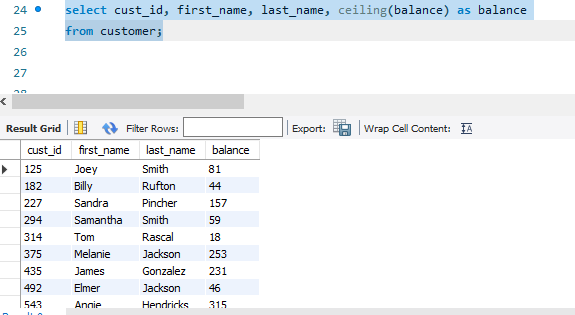 24 select cust_id, first_name, last_name, ceiling(balance) as balance
25 from customer;
26
27
Result Grid Filter Rows: Export: Wrap Cell Content:
cust_id first_name last_name balance
125 Joey Smith 81
182 Billy Rufton 44
227 Sandra Pincher 157
294 Samantha Smith 59
314 Tom Rascal 18
375 Melanie Jackson 253
435 James Gonzalez 231
492 Elmer Jackson 46
543 Angie Hendricks 315